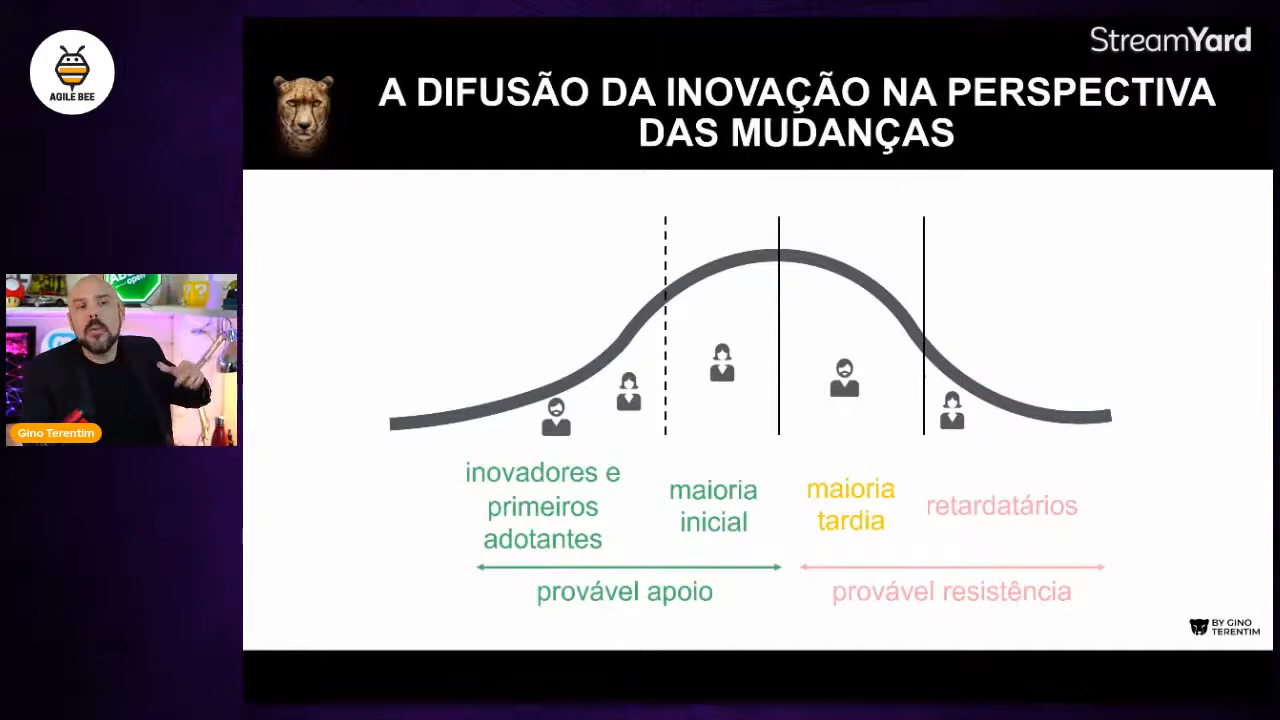 StreamYard
AGILE BEE
A DIFUSÃO DA INOVAÇÃO NA PERSPECTIVA
DAS MUDANÇAS
open
Gino Terentim
inovadores e
primeiros
adotantes
maioria
inicial
maioria
tardia
retardatários
provável apoio
provável resistência
BY GINO
TERENTIM